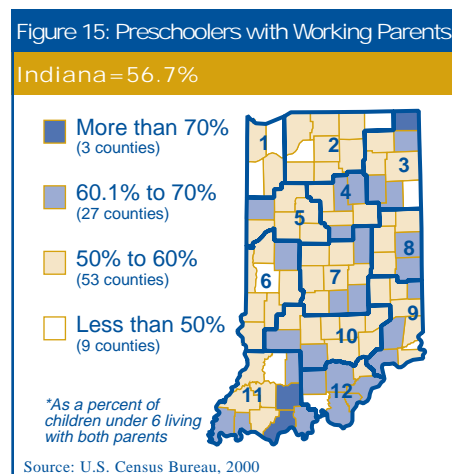 Figure 15: Preschoolers with Working Parents
Indiana=56.7%
More than 70%
(3 counties)
60.1% to 70%
(27 counties)
50% to 60%
(53 counties)
Less than 50%
(9 counties)
*As a percent of
children under 6 living
with both parents
1
2
3
4
5
6
7
8
9
10
11
12
Source: U.S. Census Bureau, 2000